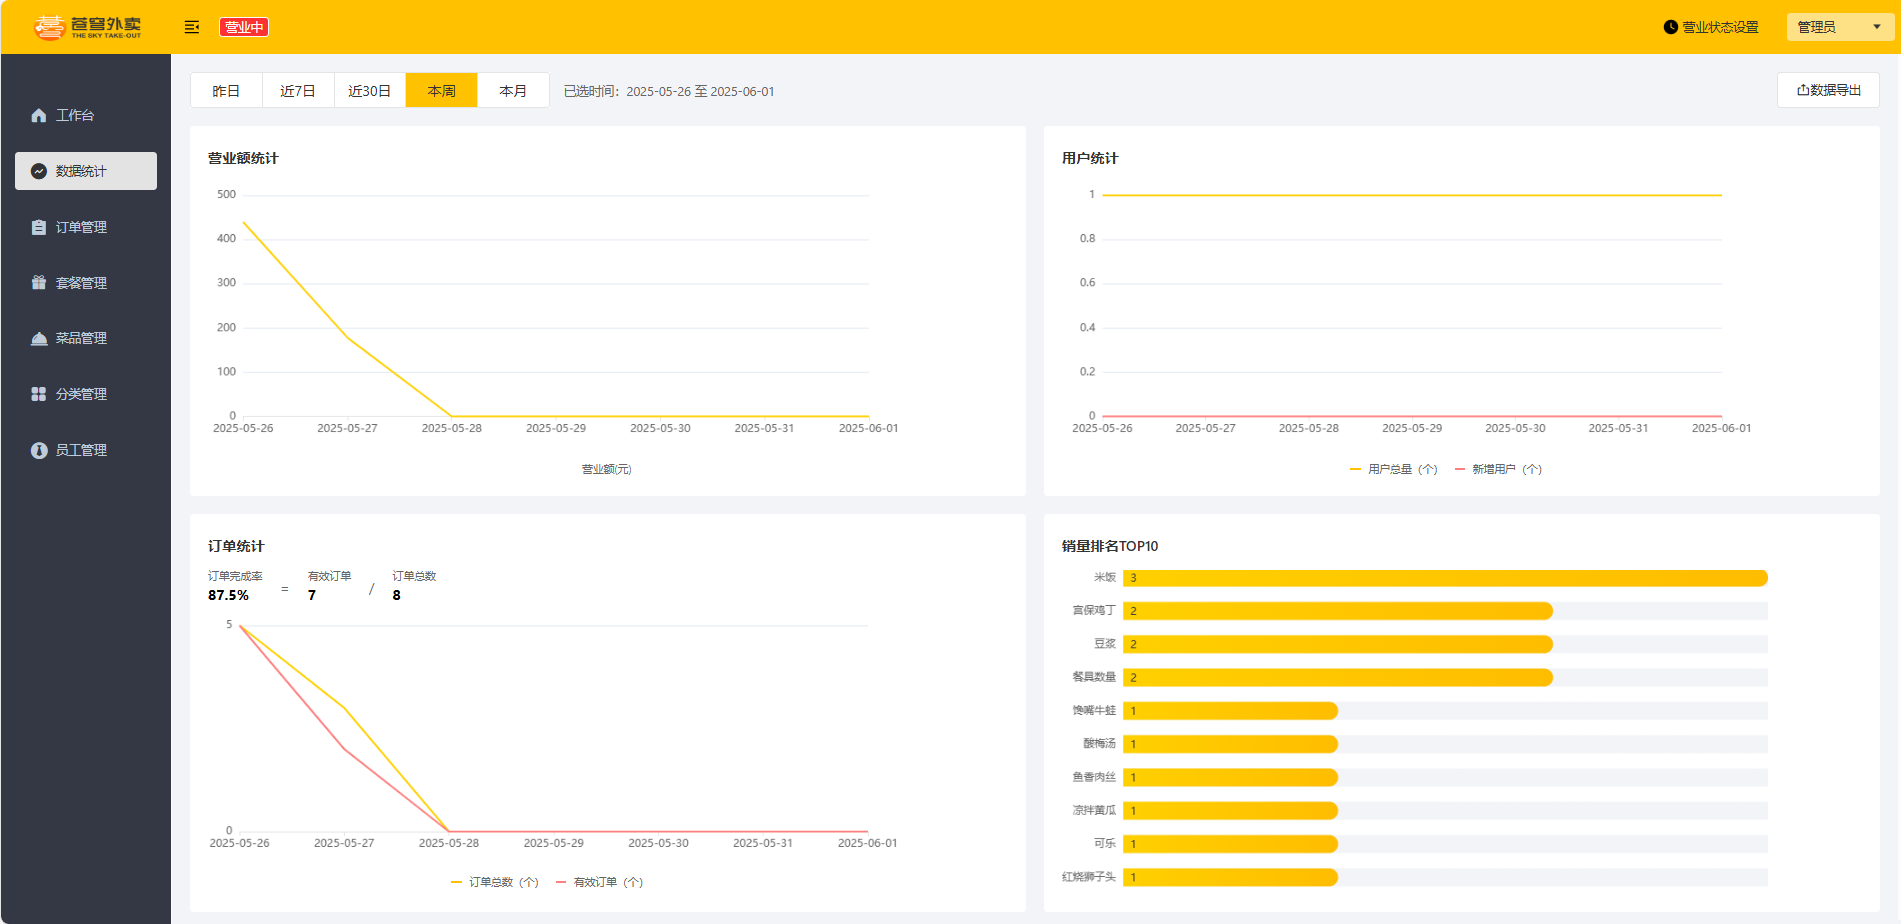 苍穹外卖
THE SKY TAKE-OUT
营业中
营业状态设置
管理员
工作台
数据统计
订单管理
套餐管理
菜品管理
分类管理
员工管理
昨日 近7日 近30日 本周 本月 已选时间：2025-05-26 至 2025-06-01
数据导出
营业额统计
500
400
300
200
100
0
2025-05-26 2025-05-27 2025-05-28 2025-05-29 2025-05-30 2025-05-31 2025-06-01
营业额(元)
用户统计
1
0.8
0.6
0.4
0.2
0
2025-05-26 2025-05-27 2025-05-28 2025-05-29 2025-05-30 2025-05-31 2025-06-01
用户总量（个） 新增用户（个）
订单统计
订单完成率 有效订单 订单总数
87.5% = 7 / 8
5
0
2025-05-26 2025-05-27 2025-05-28 2025-05-29 2025-05-30 2025-05-31 2025-06-01
订单总数（个） 有效订单（个）
销量排名TOP10
米饭 3
宫保鸡丁 2
豆浆 2
餐具数量 2
馋嘴牛蛙 1
酸梅汤 1
鱼香肉丝 1
凉拌黄瓜 1
可乐 1
红烧狮子头 1